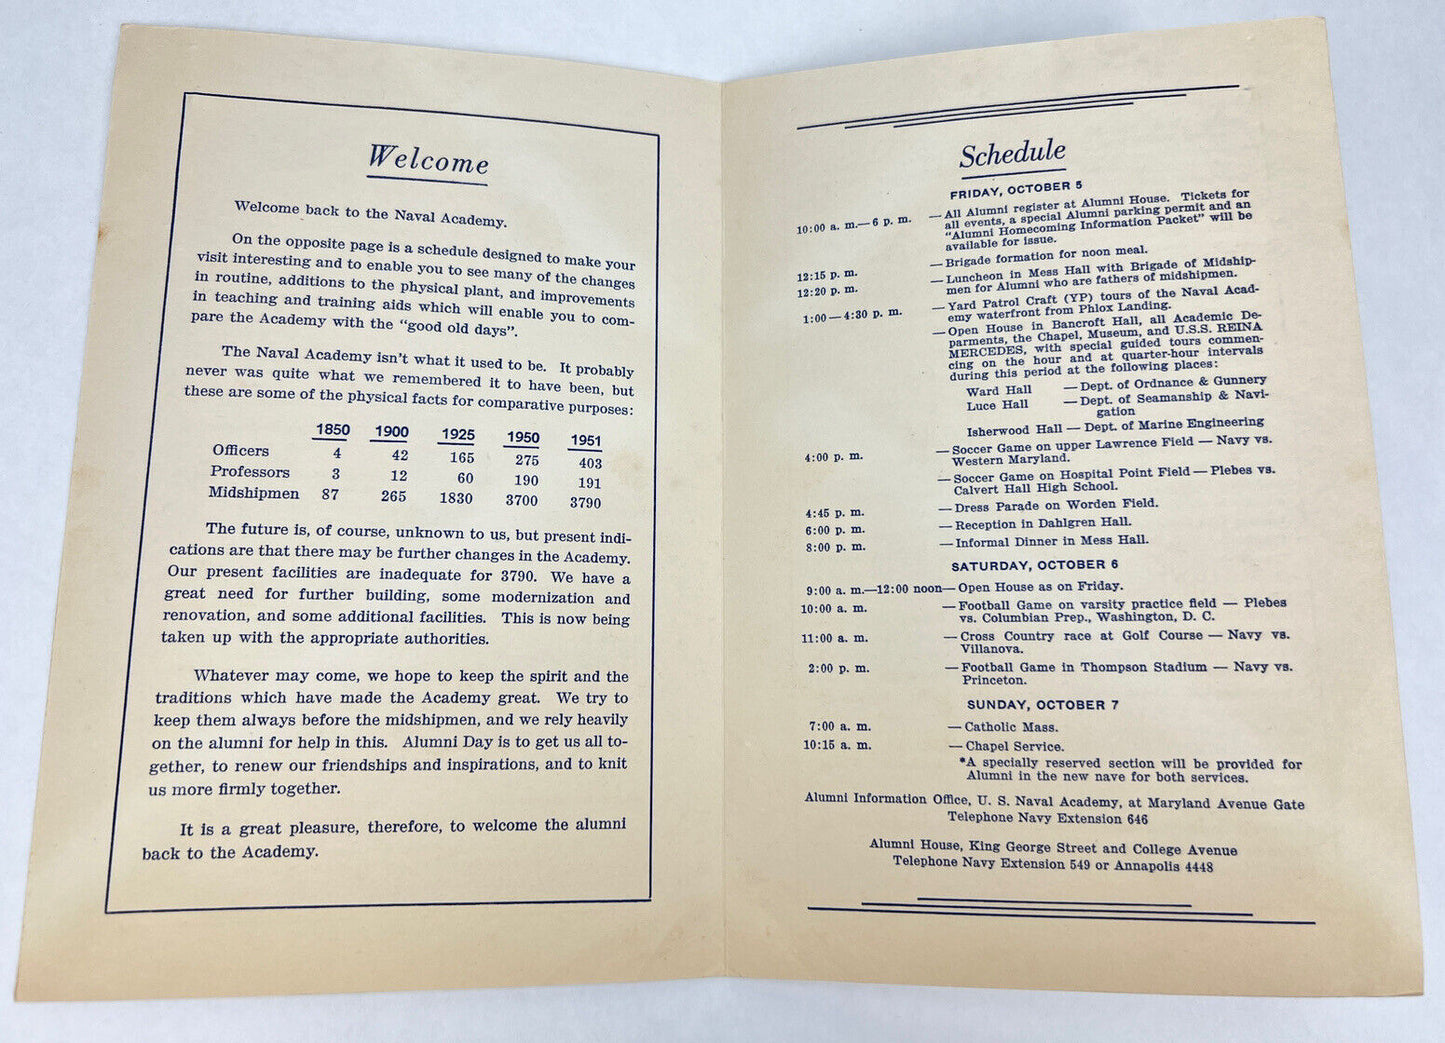 Welcome
Welcome back to the Naval Academy.
On the opposite page is a schedule designed to make your
visit interesting and to enable you to see many of the changes
in routine, additions to the physical plant, and improvements
in teaching and training aids which will enable you to com-
pare the Academy with the "good old days".
The Naval Academy isn't what it used to be. It probably
never was quite what we remembered it to have been, but
these are some of the physical facts for comparative purposes:
1850 1900 1925 1950 1951
Officers 4 42 165 275 403
Professors 3 12 60 190 191
Midshipmen 87 265 1830 3700 3790
The future is, of course, unknown to us, but present indi-
cations are that there may be further changes in the Academy.
Our present facilities are inadequate for 3790. We have a
great need for further building, some modernization and
renovation, and some additional facilities. This is now being
taken up with the appropriate authorities.
Whatever may come, we hope to keep the spirit and the
traditions which have made the Academy great. We try to
keep them always before the midshipmen, and we rely heavily
on the alumni for help in this. Alumni Day is to get us all to-
gether, to renew our friendships and inspirations, and to knit
us more firmly together.
It is a great pleasure, therefore, to welcome the alumni
back to the Academy.
Schedule
FRIDAY, OCTOBER 5
10:00 a. m.—6 p. m. —All Alumni register at Alumni House. Tickets for
all events, a special Alumni parking permit and an
"Alumni Homecoming Information Packet" will be
available for issue.
12:15 p. m. —Brigade formation for noon meal.
12:20 p. m. —Luncheon in Mess Hall with Brigade of Midship-
men for Alumni who are fathers of midshipmen.
1:00—4:30 p. m. —Yard Patrol Craft (YP) tours of the Naval Acad-
emy waterfront from Phlox Landing.
—Open House in Bancroft Hall, all Academic De-
parments, the Chapel, Museum, and U.S.S. REINA
MERCEDES, with special guided tours commen-
cing on the hour and at quarter-hour intervals
during this period at the following places:
Ward Hall —Dept. of Ordnance & Gunnery
Luce Hall —Dept. of Seamanship & Navi-
gation
Isherwood Hall — Dept. of Marine Engineering
4:00 p. m. —Soccer Game on upper Lawrence Field — Navy vs.
Western Maryland.
—Soccer Game on Hospital Point Field — Plebes vs.
Calvert Hall High School.
4:45 p. m. —Dress Parade on Worden Field.
6:00 p. m. —Reception in Dahlgren Hall.
8:00 p. m. —Informal Dinner in Mess Hall.
SATURDAY, OCTOBER 6
9:00 a. m.—12:00 noon—Open House as on Friday.
10:00 a. m. —Football Game on varsity practice field — Plebes
vs. Columbian Prep., Washington, D. C.
11:00 a. m. —Cross Country race at Golf Course — Navy vs.
Villanova.
2:00 p. m. —Football Game in Thompson Stadium — Navy vs.
Princeton.
SUNDAY, OCTOBER 7
7:00 a. m. —Catholic Mass.
10:15 a. m. —Chapel Service.
*A specially reserved section will be provided for
Alumni in the new nave for both services.
Alumni Information Office, U. S. Naval Academy, at Maryland Avenue Gate
Telephone Navy Extension 646
Alumni House, King George Street and College Avenue
Telephone Navy Extension 549 or Annapolis 4448